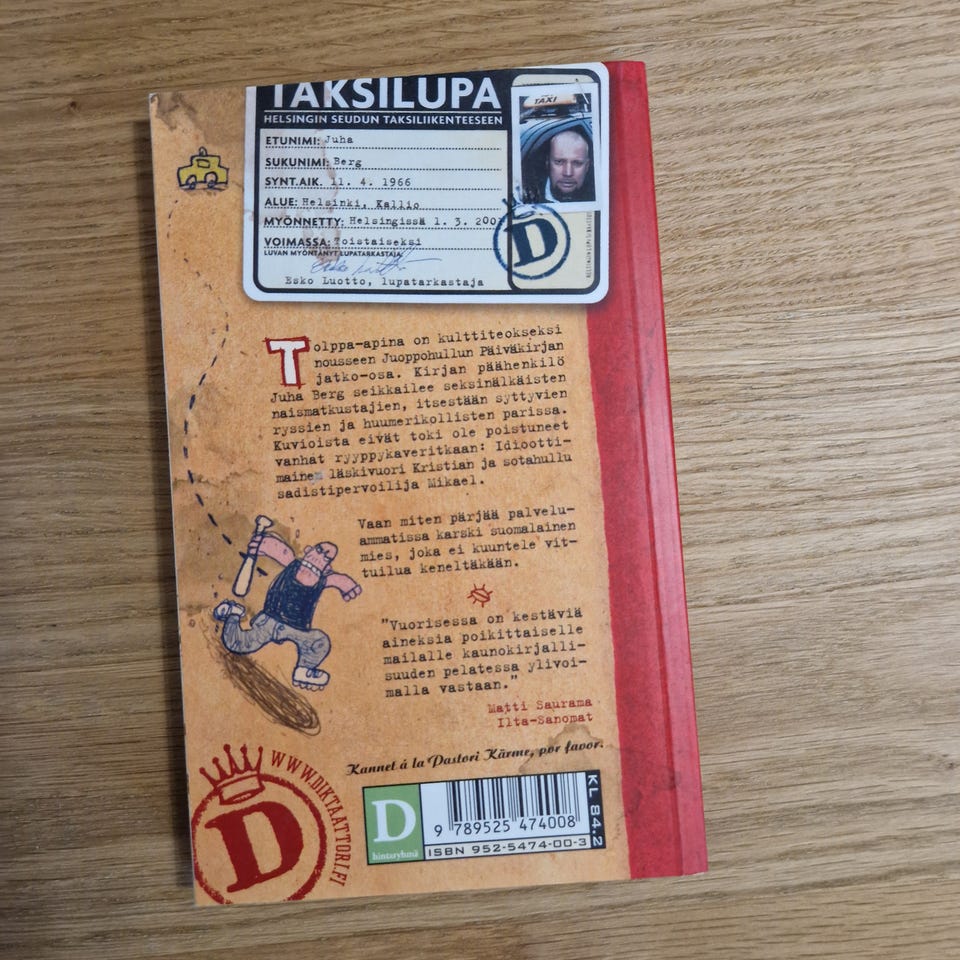 TAKSILUPA
HELSINGIN SEUDUN TAKSILIIKENTEESEEN
ETUNIMI: Juha
SUKUNIMI: Berg
SYNT.AIK. 11. 4. 1966
ALUE: Helsinki, Kallio
MYÖNNETTY: Helsingissä 1. 3. 200
VOIMASSA: Toistaiseksi
LUVAN MYÖNTÄNYT LUPATARKASTAJA:
Esko Luotto, lupatarkastaja
TAXI
D
Tolppa-apina on kulttiteokseksi
nousseen Juoppohullun Päiväkirjan
jatko-osa. Kirjan päähenkilö
Juha Berg seikkailee seksinälkäisten
naismatkustajien, itsestään syttyvien
ryssien ja huumerikollisten parissa.
Kuvioista eivät toki ole poistuneet
vanhat ryyppykaveritkaan: Idiootti-
mainen läskivuori Kristian ja sotahullu
sadistipervoilija Mikael.
Vaan miten pärjää palvelu-
ammatissa karski suomalainen
mies, joka ei kuuntele vit-
tuilua keneltäkään.
"Vuorisessa on kestäviä
aineksia poikittaiselle
mailalle kaunokirjalli-
suuden pelatessa ylivoi-
malla vastaan."
Matti Saurama
Ilta-Sanomat
Kannet á la Pastori Kärme, por favor.
WWW.DIKTAATTORI.FI
D
D
hintaryhmä
9 789525 474008
ISBN 952-5474-00-3
KL 84.2